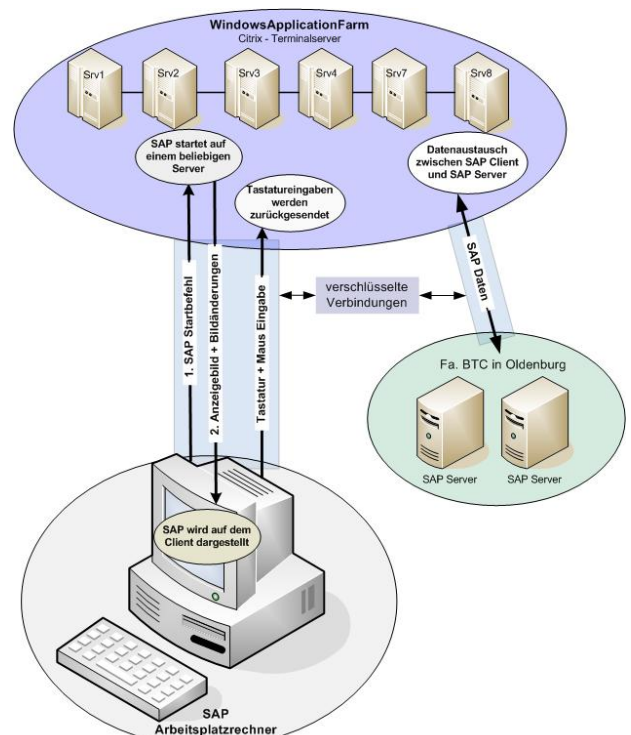 WindowsApplicationFarm
Citrix - Terminalserver
Srv1
Srv2
Srv3
Srv4
Srv7
Srv8
SAP startet auf
einem beliebigen
Server
Datenaustausch
zwischen SAP Client
und SAP Server
Tastatureingaben
werden
zurückgesendet
1. SAP Startbefehl
2. Anzeigebild + Bildänderungen
Tastatur + Maus Eingabe
verschlüsselte
Verbindungen
SAP Daten
Fa. BTC in Oldenburg
SAP Server
SAP Server
SAP wird auf dem
Client dargestellt
SAP
Arbeitsplatzrechner